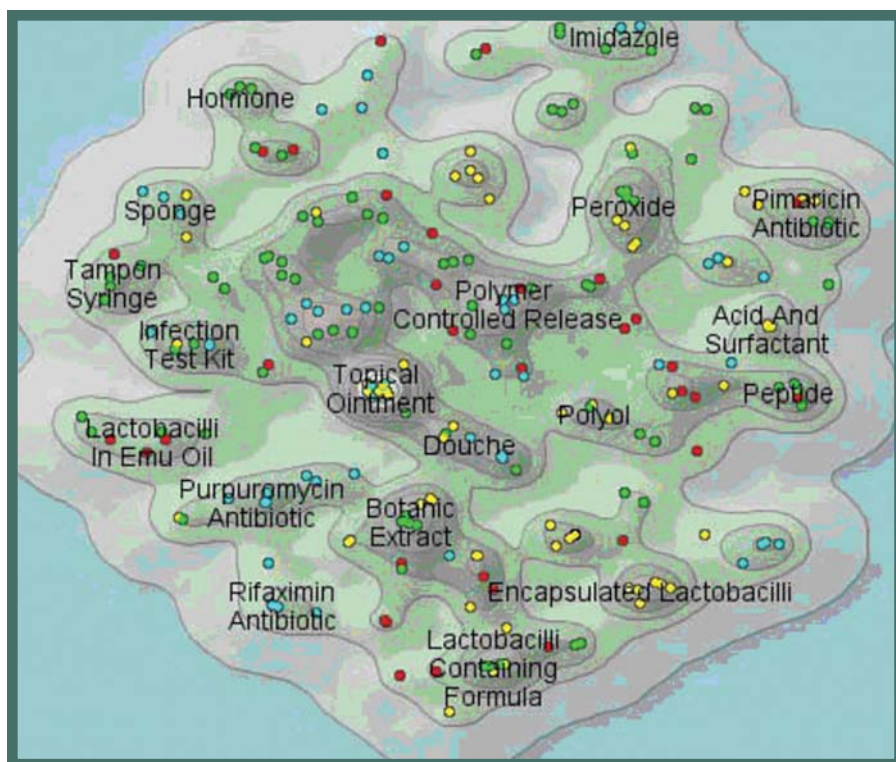 Imidazole
Hormone
Sponge
Peroxide
Pimaricin
Antibiotic
Tampon
Syringe
Polymer
Controlled Release
Acid And
Surfactant
Infection
Test Kit
Topical
Ointment
Peptide
Polyol
Lactobacilli
In Emu Oil
Douche
Purpuromycin
Antibiotic
Botanic
Extract
Rifaximin
Antibiotic
Encapsulated Lactobacilli
Lactobacilli
Containing
Formula